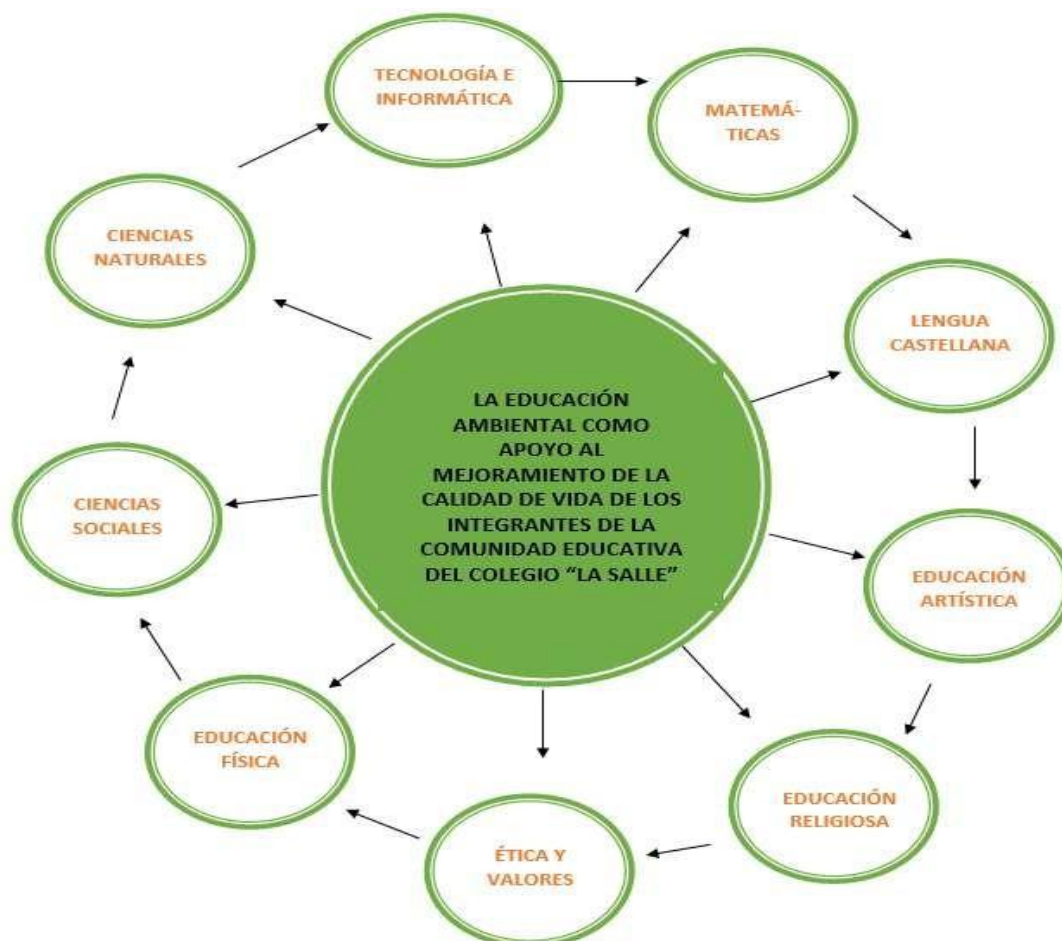 TECNOLOGÍA E
INFORMÁTICA
MATEMÁ-
TICAS
CIENCIAS
NATURALES
LENGUA
CASTELLANA
LA EDUCACIÓN
AMBIENTAL COMO
APOYO AL
MEJORAMIENTO DE LA
CALIDAD DE VIDA DE LOS
INTEGRANTES DE LA
COMUNIDAD EDUCATIVA
DEL COLEGIO “LA SALLE”
CIENCIAS
SOCIALES
EDUCACIÓN
ARTÍSTICA
EDUCACIÓN
FÍSICA
EDUCACIÓN
RELIGIOSA
ÉTICA Y
VALORES